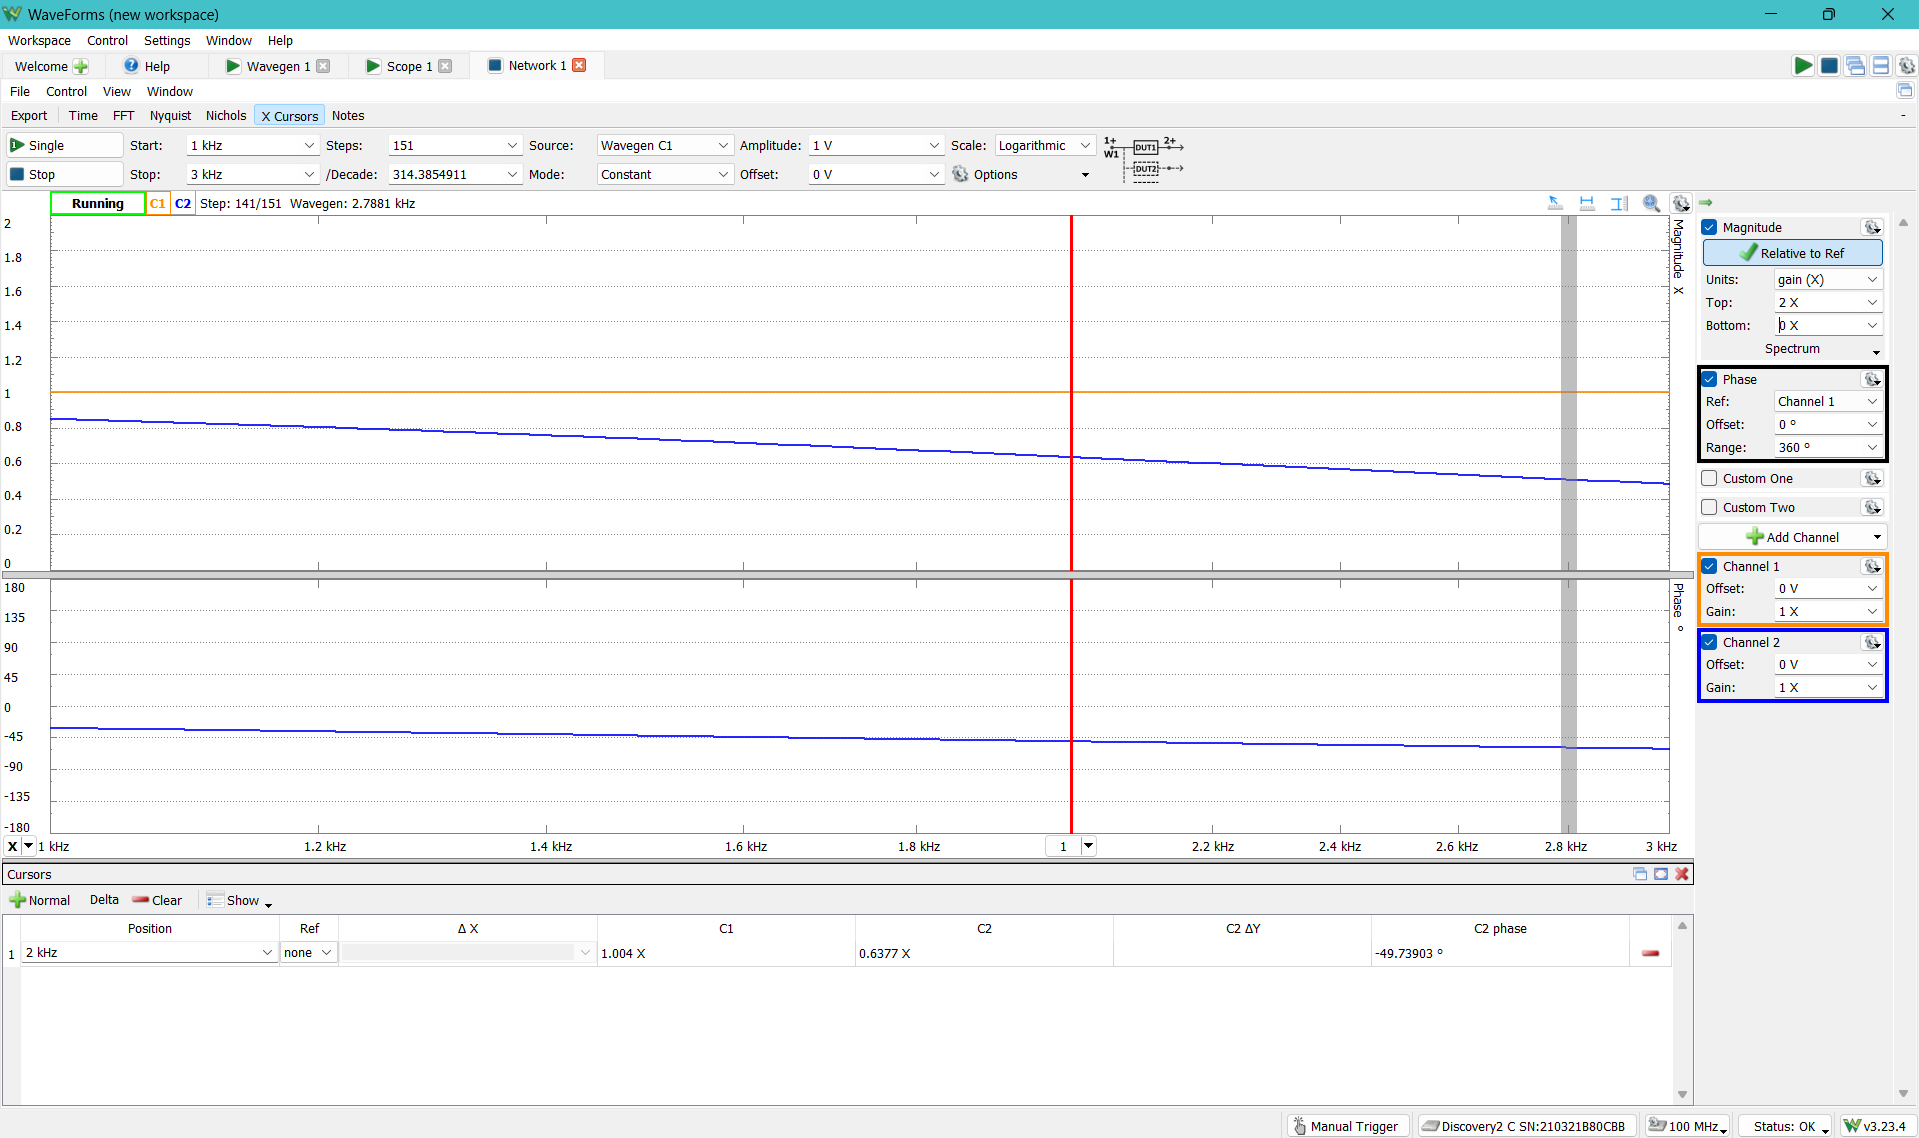 WaveForms (new workspace)
Workspace Control Settings Window Help
Welcome Help Wavegen 1 Scope 1 Network 1
File Control View Window
Export Time FFT Nyquist Nichols X Cursors Notes
Single Start: 1 kHz Steps: 151 Source: Wavegen C1 Amplitude: 1 V Scale: Logarithmic
Stop Stop: 3 kHz /Decade: 314.3854911 Mode: Constant Offset: 0 V Options
1+ 2+
W1 DUT1
DUT2
Running C1 C2 Step: 141/151 Wavegen: 2.7881 kHz
2
1.8
1.6
1.4
1.2
1
0.8
0.6
0.4
0.2
0
Magnitude X
180
135
90
45
0
-45
-90
-135
-180
Phase °
X 1 kHz 1.2 kHz 1.4 kHz 1.6 kHz 1.8 kHz 1 2.2 kHz 2.4 kHz 2.6 kHz 2.8 kHz 3 kHz
Magnitude
Relative to Ref
Units: gain (X)
Top: 2 X
Bottom: 0 X
Spectrum
Phase
Ref: Channel 1
Offset: 0 °
Range: 360 °
Custom One
Custom Two
Add Channel
Channel 1
Offset: 0 V
Gain: 1 X
Channel 2
Offset: 0 V
Gain: 1 X
Cursors
Normal Delta Clear Show
Position Ref Δ X C1 C2 C2 ΔY C2 phase
1 2 kHz none 1.004 X 0.6377 X -49.73903 °
Manual Trigger Discovery2 C SN:210321B80CBB 100 MHz Status: OK v3.23.4